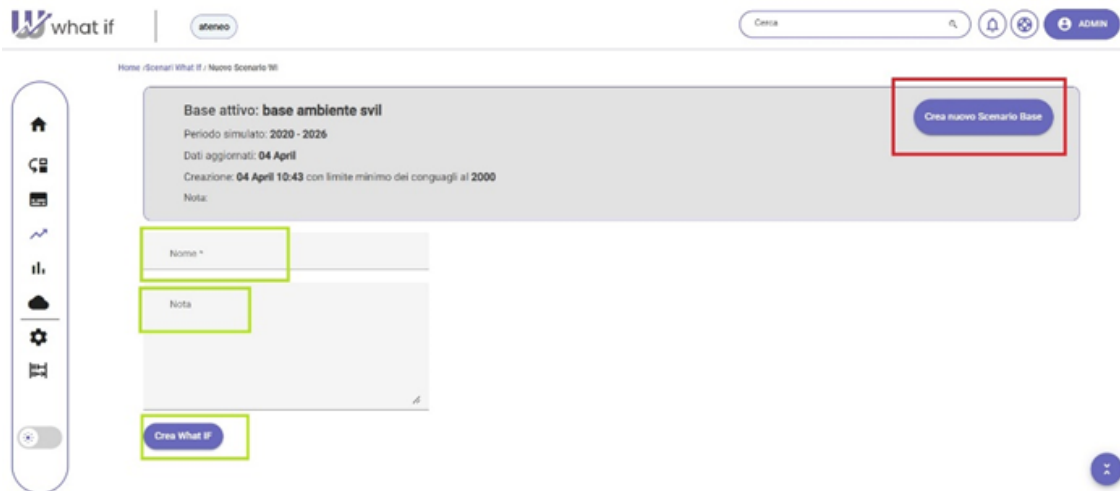 what if
ateneo
Cerca
ADMIN
Home /Scenari What If / Nuovo Scenario WI
Base attivo: base ambiente svil
Crea nuovo Scenario Base
Periodo simulato: 2020 - 2026
Dati aggiornati: 04 April
Creazione: 04 April 10:43 con limite minimo dei conguagli al 2000
Nota:
Nome *
Nota
Crea What IF